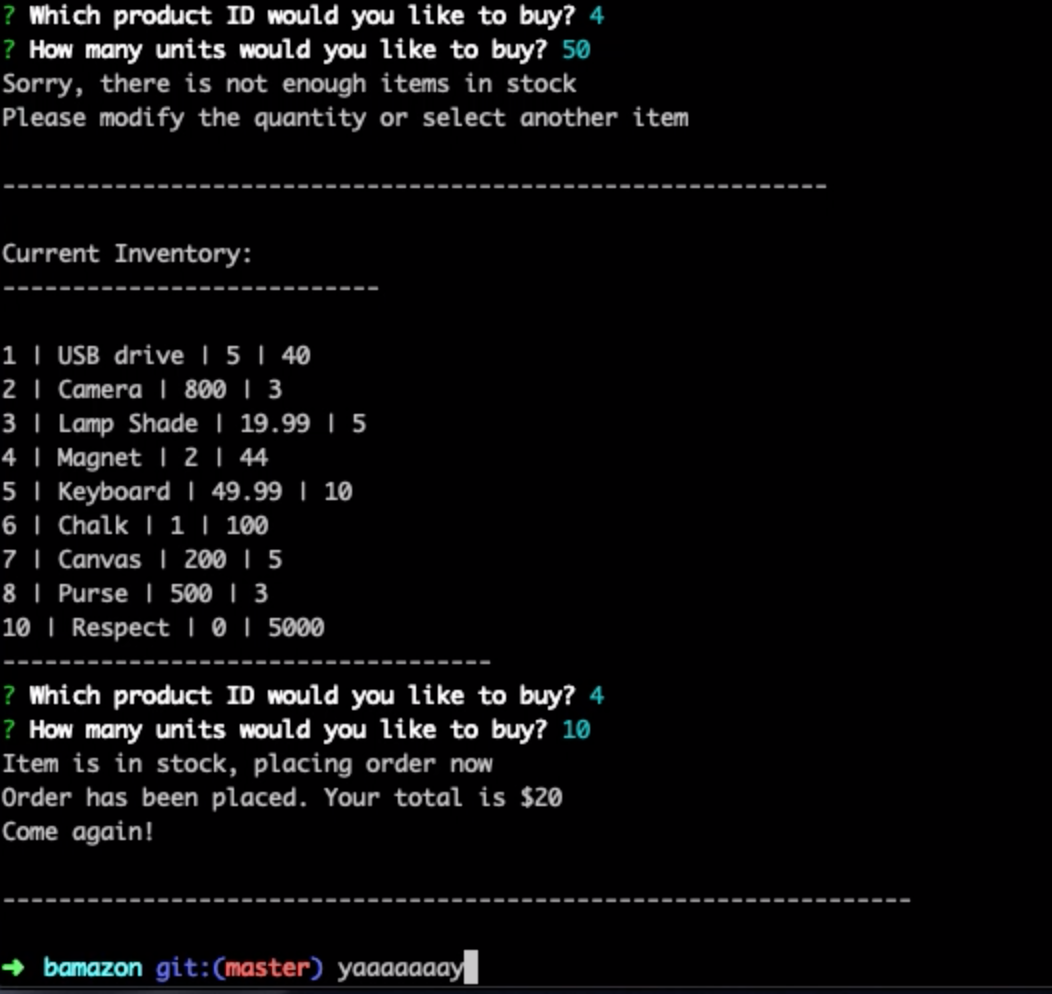 ? Which product ID would you like to buy? 4
? How many units would you like to buy? 50
Sorry, there is not enough items in stock
Please modify the quantity or select another item
-----------------------------------------------------------
Current Inventory:
---------------------------
1 | USB drive | 5 | 40
2 | Camera | 800 | 3
3 | Lamp Shade | 19.99 | 5
4 | Magnet | 2 | 44
5 | Keyboard | 49.99 | 10
6 | Chalk | 1 | 100
7 | Canvas | 200 | 5
8 | Purse | 500 | 3
10 | Respect | 0 | 5000
-----------------------------------
? Which product ID would you like to buy? 4
? How many units would you like to buy? 10
Item is in stock, placing order now
Order has been placed. Your total is $20
Come again!
-----------------------------------------------------------------
➜ bamazon git:(master) yaaaaaaay